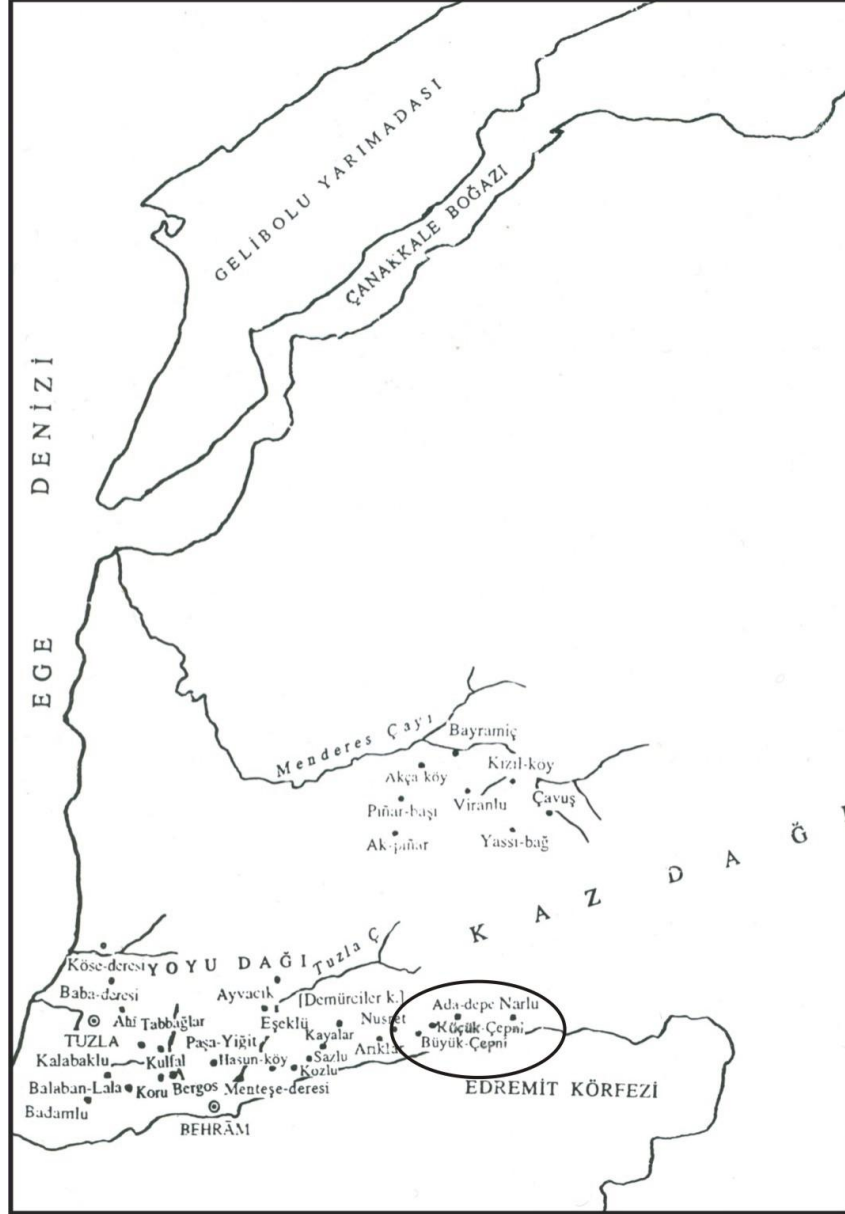 GELİBOLU YARIMADASI
ÇANAKKALE BOĞAZI
EGE DENİZİ
Menderes Çayı
Bayramiç
Kızıl-köy
Akça köy
Çavuş
Viranlu
Pıñar-başı
Ak-pıñar
Yassı-bağ
KAZ DAĞI
Tuzla Ç
YOYU DAĞI
Köse-deresi
Baba-deresi
Ayvacık
[Demürciler k.]
Ada-depe Narlu
Ahi Tabbağlar
Eşeklü
Nusret
Küçük-Çepni
TUZLA
Paşa-Yiğit
Kayalar
Büyük-Çepni
Arıklar
Kalabaklu
Kulfal
Hasun-köy
Sazlu
Kozlu
Balaban-Lala
Koru
Bergos
Menteşe-deresi
EDREMİT KÖRFEZİ
Badamlu
BEHRÂM